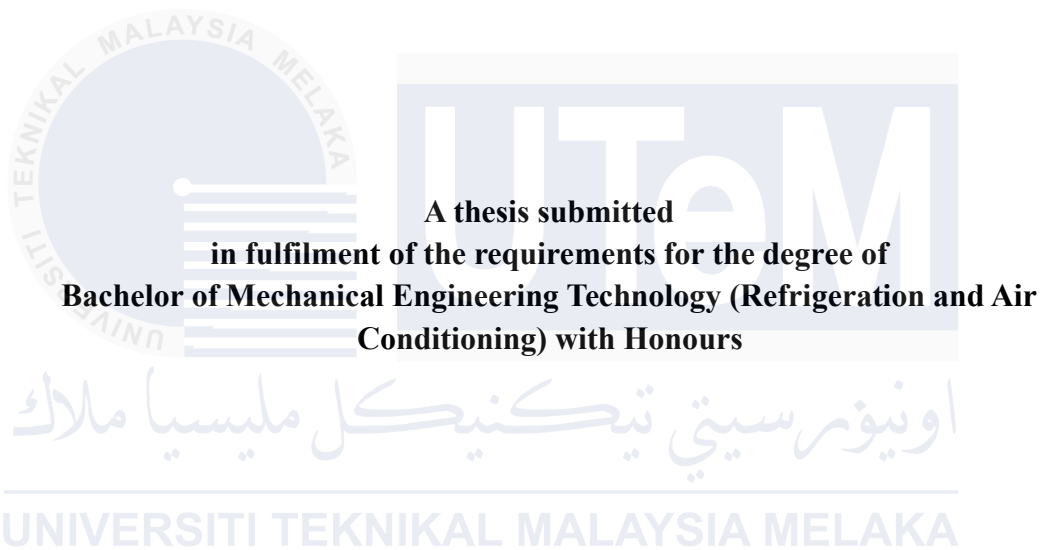 UNIVERSITI TEKNIKAL MALAYSIA MELAKA
UTeM
A thesis submitted
in fulfilment of the requirements for the degree of
Bachelor of Mechanical Engineering Technology (Refrigeration and Air
Conditioning) with Honours
اونيۏرسيتي تيكنيكل مليسيا ملاك
UNIVERSITI TEKNIKAL MALAYSIA MELAKA